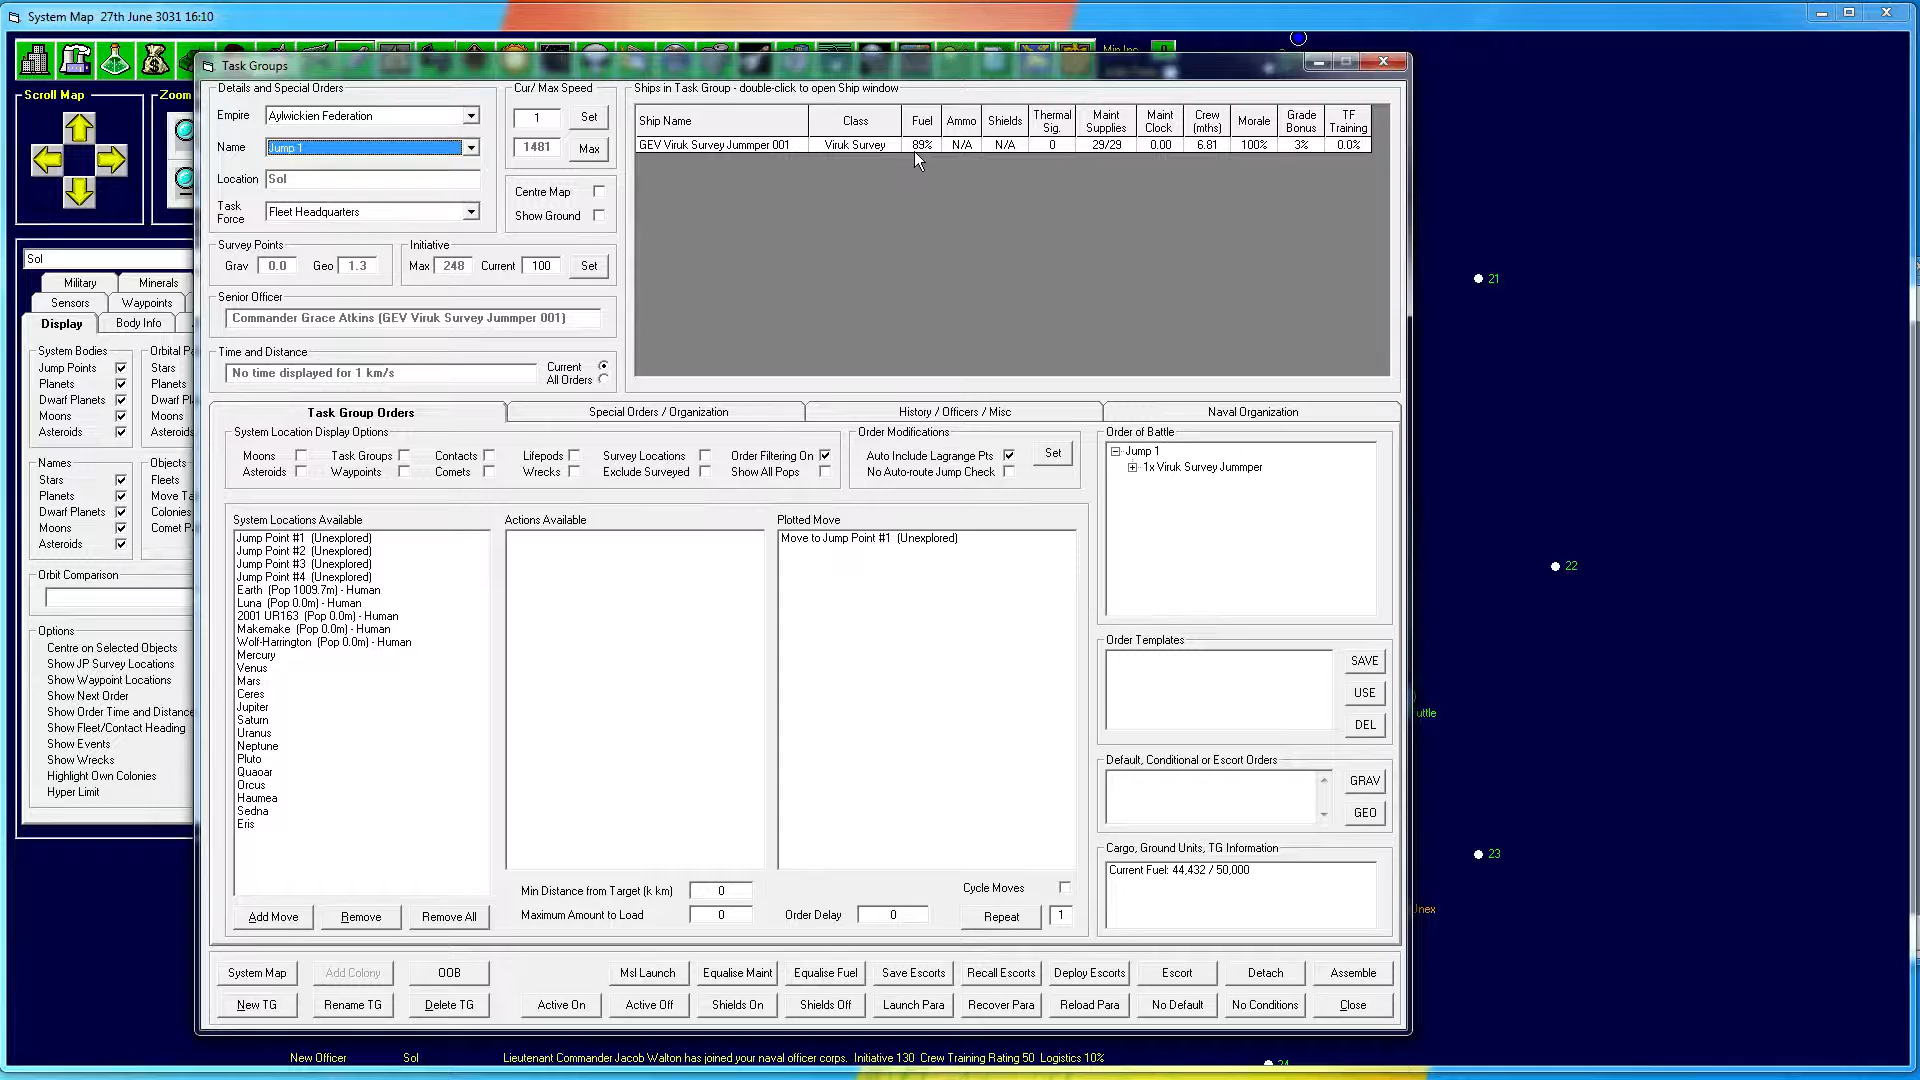 System Map 27th June 3031 16:10
Task Groups
Min Inc
Scroll Map
Zoom
Sol
Military
Minerals
Sensors
Waypoints
Display
Body Info
System Bodies
Jump Points
Planets
Dwarf Planets
Moons
Asteroids
Orbital Pa
Stars
Planets
Dwarf P
Moons
Asteroids
Names
Stars
Planets
Dwarf Planets
Moons
Asteroids
Objects
Fleets
Move Ta
Colonies
Comet P
Orbit Comparison
Options
Centre on Selected Objects
Show JP Survey Locations
Show Waypoint Locations
Show Next Order
Show Order Time and Distance
Show Fleet/Contact Heading
Show Events
Show Wrecks
Highlight Own Colonies
Hyper Limit
Details and Special Orders
Empire Aylwickien Federation
Name Jump 1
Location Sol
Task Force Fleet Headquarters
Cur/ Max Speed
1 Set
1481 Max
Centre Map
Show Ground
Survey Points
Grav 0.0 Geo 1.3
Initiative
Max 248 Current 100 Set
Senior Officer
Commander Grace Atkins (GEV Viruk Survey Jummper 001)
Time and Distance
No time displayed for 1 km/s
Current
All Orders
Ships in Task Group - double-click to open Ship window
Ship Name Class Fuel Ammo Shields Thermal Sig. Maint Supplies Maint Clock Crew (mths) Morale Grade Bonus TF Training
GEV Viruk Survey Jummper 001 Viruk Survey 89% N/A N/A 0 29/29 0.00 6.81 100% 3% 0.0%
Task Group Orders
Special Orders / Organization
History / Officers / Misc
Naval Organization
System Location Display Options
Moons Task Groups Contacts Lifepods Survey Locations Order Filtering On
Asteroids Waypoints Comets Wrecks Exclude Surveyed Show All Pops
Order Modifications
Auto Include Lagrange Pts
No Auto-route Jump Check
Set
Order of Battle
Jump 1
1x Viruk Survey Jummper
System Locations Available
Jump Point #1 (Unexplored)
Jump Point #2 (Unexplored)
Jump Point #3 (Unexplored)
Jump Point #4 (Unexplored)
Earth (Pop 1009.7m) - Human
Luna (Pop 0.0m) - Human
2001 UR163 (Pop 0.0m) - Human
Makemake (Pop 0.0m) - Human
Wolf-Harrington (Pop 0.0m) - Human
Mercury
Venus
Mars
Ceres
Jupiter
Saturn
Uranus
Neptune
Pluto
Quaoar
Orcus
Haumea
Sedna
Eris
Actions Available
Plotted Move
Move to Jump Point #1 (Unexplored)
Order Templates
SAVE
USE
DEL
Default, Conditional or Escort Orders
GRAV
GEO
Cargo, Ground Units, TG Information
Current Fuel: 44,432 / 50,000
Min Distance from Target (k km) 0
Maximum Amount to Load 0
Order Delay 0
Cycle Moves
Repeat 1
Add Move Remove Remove All
System Map Add Colony OOB Msl Launch Equalise Maint Equalise Fuel Save Escorts Recall Escorts Deploy Escorts Escort Detach Assemble
New TG Rename TG Delete TG Active On Active Off Shields On Shields Off Launch Para Recover Para Reload Para No Default No Conditions Close
21
22
23
24
uttle
Unex
New Officer Sol Lieutenant Commander Jacob Walton has joined your naval officer corps. Initiative 130 Crew Training Rating 50 Logistics 10%